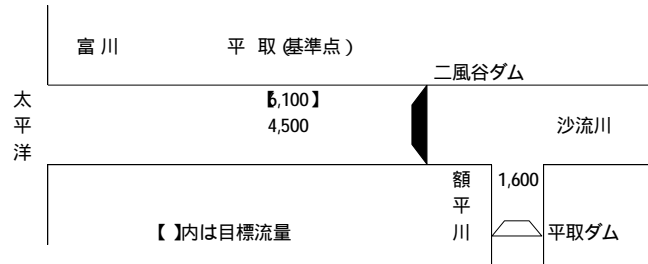 富川 平 取(基準点)
二風谷ダム
太平洋
【6,100】
4,500
沙流川
額平川
1,600
平取ダム
【 】内は目標流量